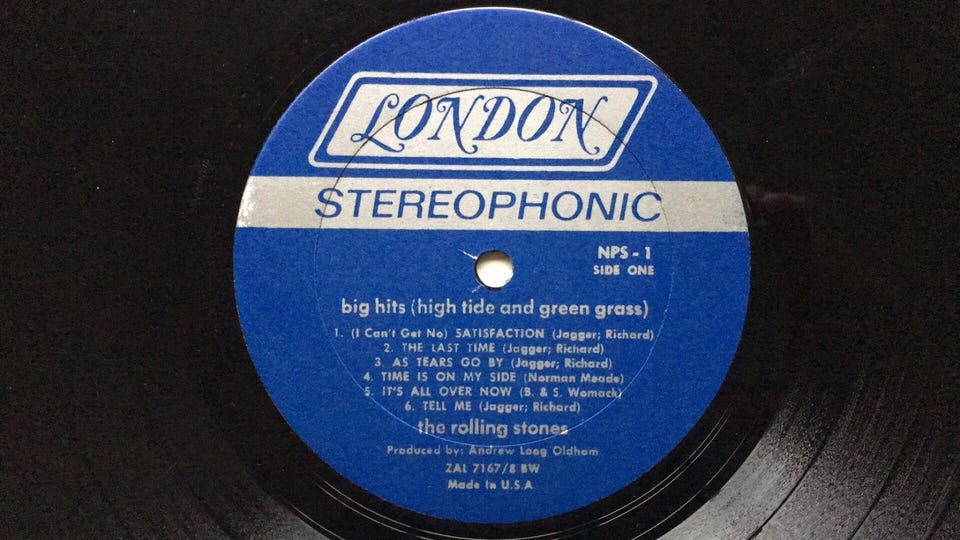 LONDON
STEREOPHONIC
NPS - 1
SIDE ONE
big hits (high tide and green grass)
1. (I Can't Get No) SATISFACTION (Jagger; Richard)
2. THE LAST TIME (Jagger; Richard)
3. AS TEARS GO BY (Jagger; Richard)
4. TIME IS ON MY SIDE (Norman Meade)
5. IT'S ALL OVER NOW (B. & S. Womack)
6. TELL ME (Jagger; Richard)
the rolling stones
Produced by: Andrew Loog Oldham
ZAL 7167/8 BW
Made in U.S.A